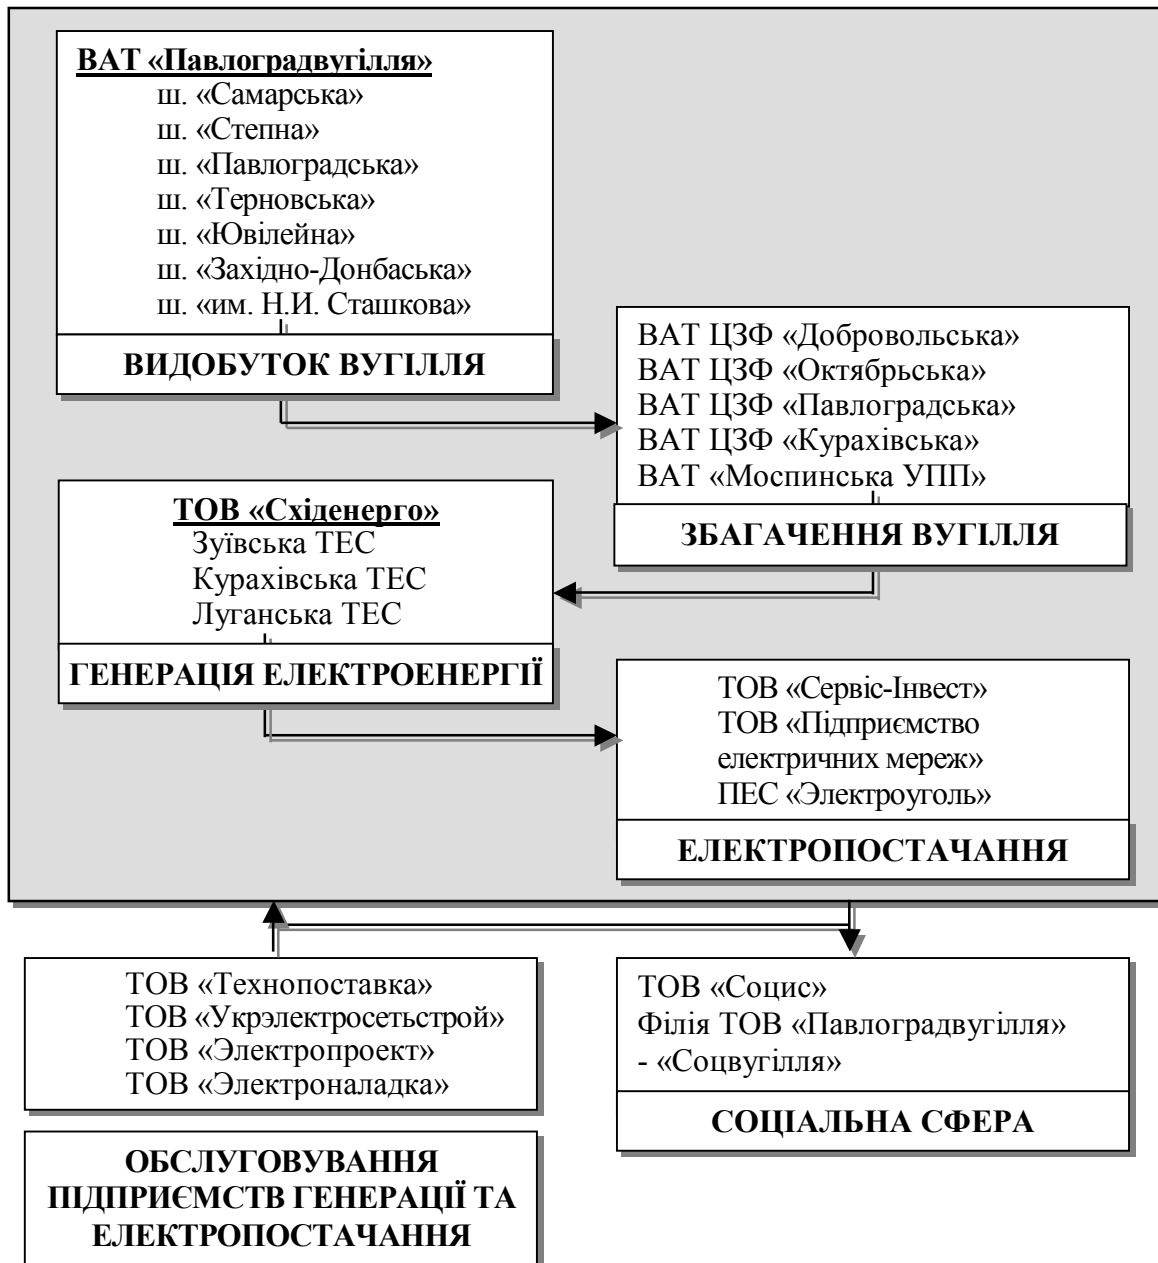 ВАТ «Павлоградвугілля»
ш. «Самарська»
ш. «Степна»
ш. «Павлоградська»
ш. «Терновська»
ш. «Ювілейна»
ш. «Західно-Донбаська»
ш. «им. Н.И. Сташкова»
ВИДОБУТОК ВУГІЛЛЯ
ВАТ ЦЗФ «Добровольська»
ВАТ ЦЗФ «Октябрьська»
ВАТ ЦЗФ «Павлоградська»
ВАТ ЦЗФ «Курахівська»
ВАТ «Моспинська УПП»
ЗБАГАЧЕННЯ ВУГІЛЛЯ
ТОВ «Східенерго»
Зуївська ТЕС
Курахівська ТЕС
Луганська ТЕС
ГЕНЕРАЦІЯ ЕЛЕКТРОЕНЕРГІЇ
ТОВ «Сервіс-Інвест»
ТОВ «Підприємство
електричних мереж»
ПЕС «Электроуголь»
ЕЛЕКТРОПОСТАЧАННЯ
ТОВ «Технопоставка»
ТОВ «Укрэлектросетьстрой»
ТОВ «Электропроект»
ТОВ «Электроналадка»
ОБСЛУГОВУВАННЯ
ПІДПРИЄМСТВ ГЕНЕРАЦІЇ ТА
ЕЛЕКТРОПОСТАЧАННЯ
ТОВ «Социс»
Філія ТОВ «Павлоградвугілля»
- «Соцвугілля»
СОЦІАЛЬНА СФЕРА